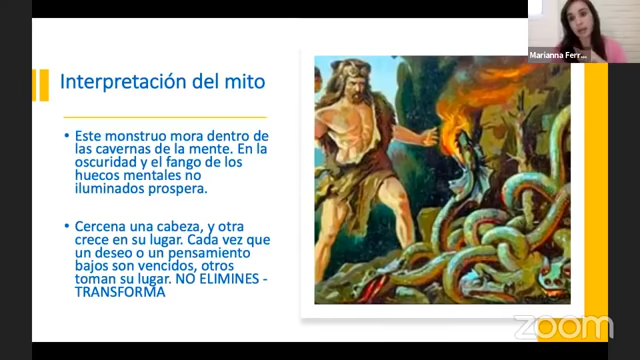 Marianna Ferr...
Interpretación del mito
• Este monstruo mora dentro de
las cavernas de la mente. En la
oscuridad y el fango de los
huecos mentales no
iluminados prospera.
• Cercena una cabeza, y otra
crece en su lugar. Cada vez que
un deseo o un pensamiento
bajos son vencidos, otros
toman su lugar. NO ELIMINES -
TRANSFORMA
zoom